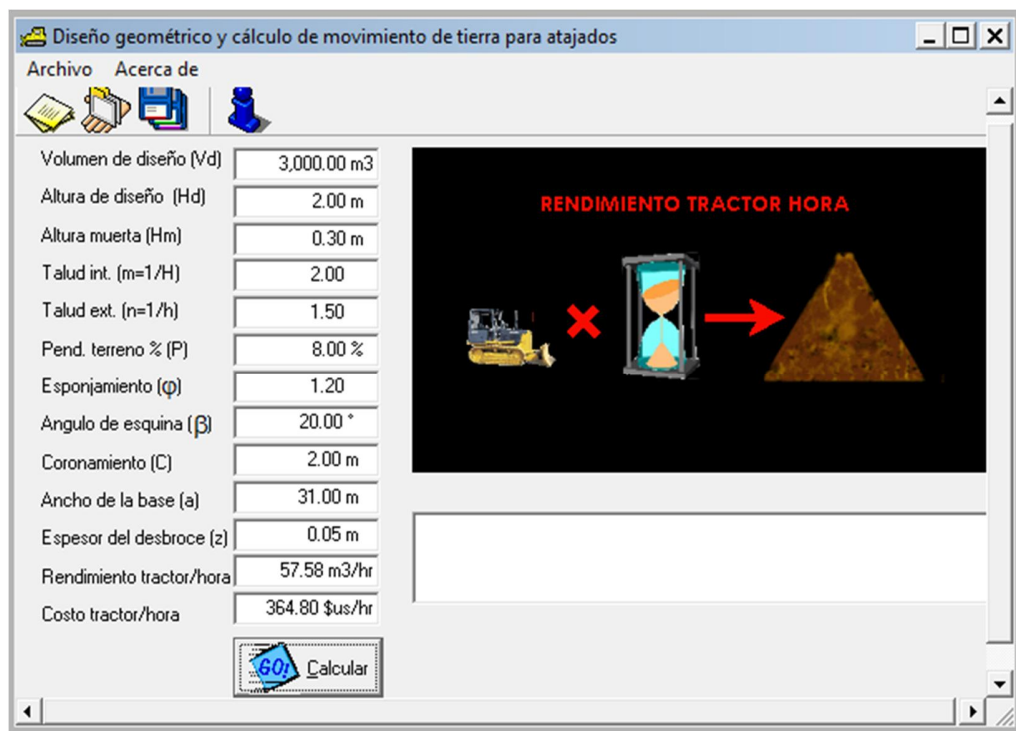 Diseño geométrico y cálculo de movimiento de tierra para atajados
Archivo Acerca de
Volumen de diseño (Vd) 3,000.00 m3
Altura de diseño (Hd) 2.00 m
Altura muerta (Hm) 0.30 m
Talud int. (m=1/H) 2.00
Talud ext. (n=1/h) 1.50
Pend. terreno % (P) 8.00 %
Esponjamiento (φ) 1.20
Angulo de esquina (β) 20.00 °
Coronamiento (C) 2.00 m
Ancho de la base (a) 31.00 m
Espesor del desbroce (z) 0.05 m
Rendimiento tractor/hora 57.58 m3/hr
Costo tractor/hora 364.80 $us/hr
GO! Calcular
RENDIMIENTO TRACTOR HORA